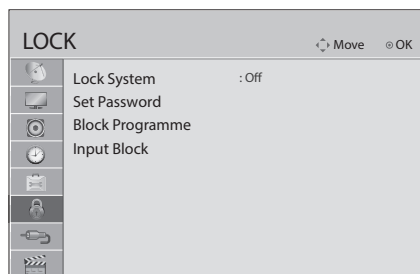 LOCK
Move OK
Lock System : Off
Set Password
Block Programme
Input Block